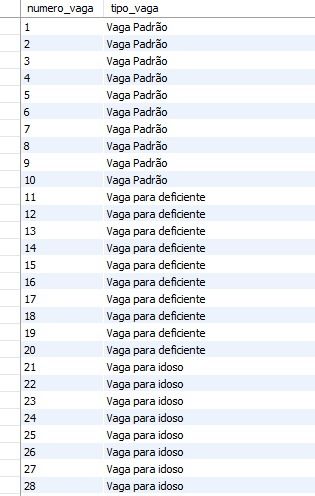 numero_vaga tipo_vaga
1 Vaga Padrão
2 Vaga Padrão
3 Vaga Padrão
4 Vaga Padrão
5 Vaga Padrão
6 Vaga Padrão
7 Vaga Padrão
8 Vaga Padrão
9 Vaga Padrão
10 Vaga Padrão
11 Vaga para deficiente
12 Vaga para deficiente
13 Vaga para deficiente
14 Vaga para deficiente
15 Vaga para deficiente
16 Vaga para deficiente
17 Vaga para deficiente
18 Vaga para deficiente
19 Vaga para deficiente
20 Vaga para deficiente
21 Vaga para idoso
22 Vaga para idoso
23 Vaga para idoso
24 Vaga para idoso
25 Vaga para idoso
26 Vaga para idoso
27 Vaga para idoso
28 Vaga para idoso